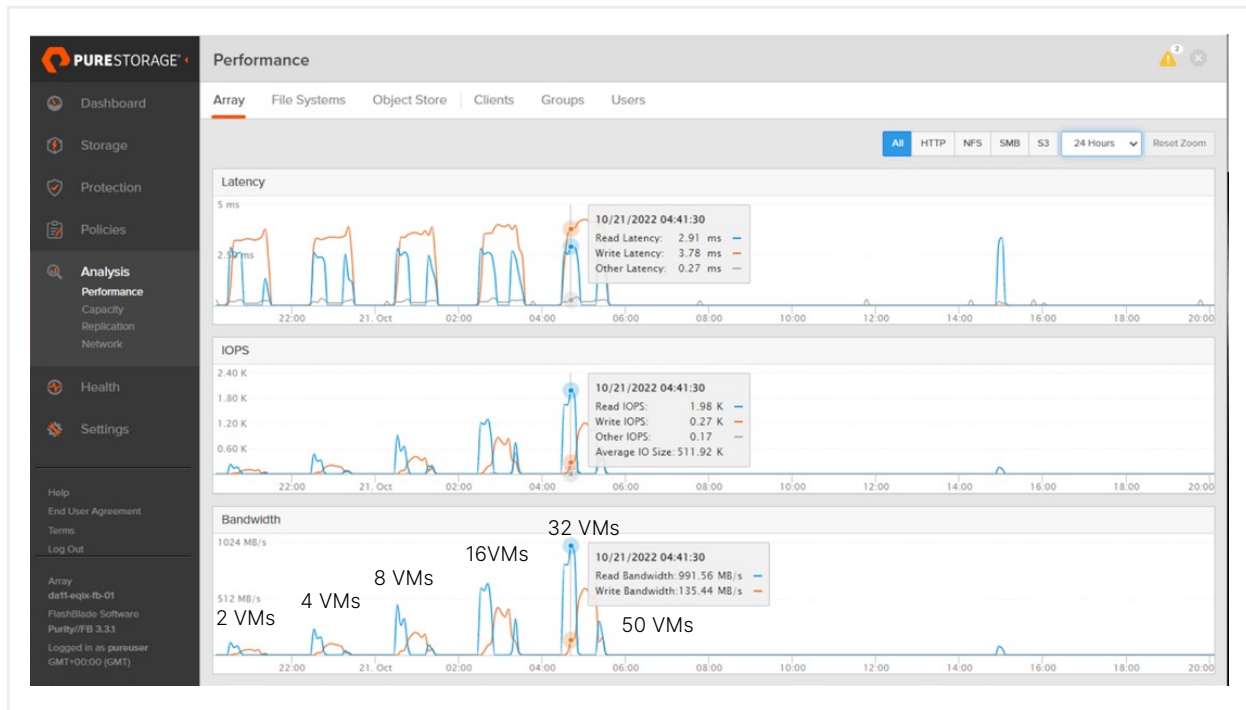 PURESTORAGE®
Performance
2
Dashboard
Storage
Protection
Policies
Analysis
Performance
Capacity
Replication
Network
Health
Settings
Help
End User Agreement
Terms
Log Out
Array
da11-eqix-fb-01
FlashBlade Software
Purity//FB 3.3.1
Logged in as pureuser
GMT+00:00 (GMT)
Array File Systems Object Store Clients Groups Users
All HTTP NFS SMB S3 24 Hours Reset Zoom
Latency
5 ms
2.50 ms
10/21/2022 04:41:30
Read Latency: 2.91 ms
Write Latency: 3.78 ms
Other Latency: 0.27 ms
22:00 21. Oct 02:00 04:00 06:00 08:00 10:00 12:00 14:00 16:00 18:00 20:00
IOPS
2.40 K
1.80 K
1.20 K
0.60 K
10/21/2022 04:41:30
Read IOPS: 1.98 K
Write IOPS: 0.27 K
Other IOPS: 0.17
Average IO Size: 511.92 K
22:00 21. Oct 02:00 04:00 06:00 08:00 10:00 12:00 14:00 16:00 18:00 20:00
Bandwidth
1024 MB/s
512 MB/s
2 VMs
4 VMs
8 VMs
16VMs
32 VMs
50 VMs
10/21/2022 04:41:30
Read Bandwidth: 991.56 MB/s
Write Bandwidth: 135.44 MB/s
22:00 21. Oct 02:00 04:00 06:00 08:00 10:00 12:00 14:00 16:00 18:00 20:00